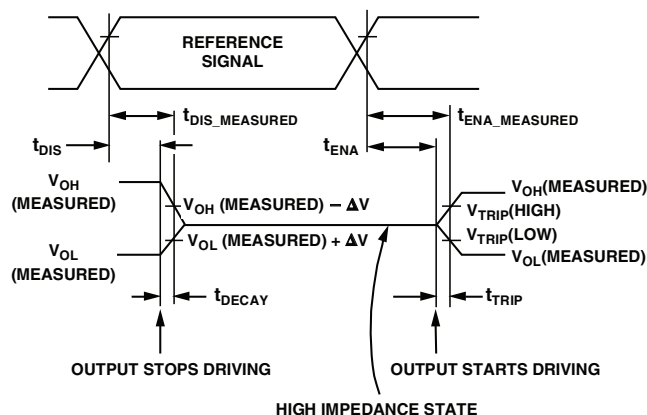 REFERENCE
SIGNAL
tDIS_MEASURED
tENA_MEASURED
tDIS
tENA
VOH
(MEASURED)
VOH (MEASURED) – ΔV
VOH(MEASURED)
VTRIP(HIGH)
VOL
(MEASURED)
VOL (MEASURED) + ΔV
VTRIP(LOW)
VOL(MEASURED)
tDECAY
tTRIP
OUTPUT STOPS DRIVING
OUTPUT STARTS DRIVING
HIGH IMPEDANCE STATE